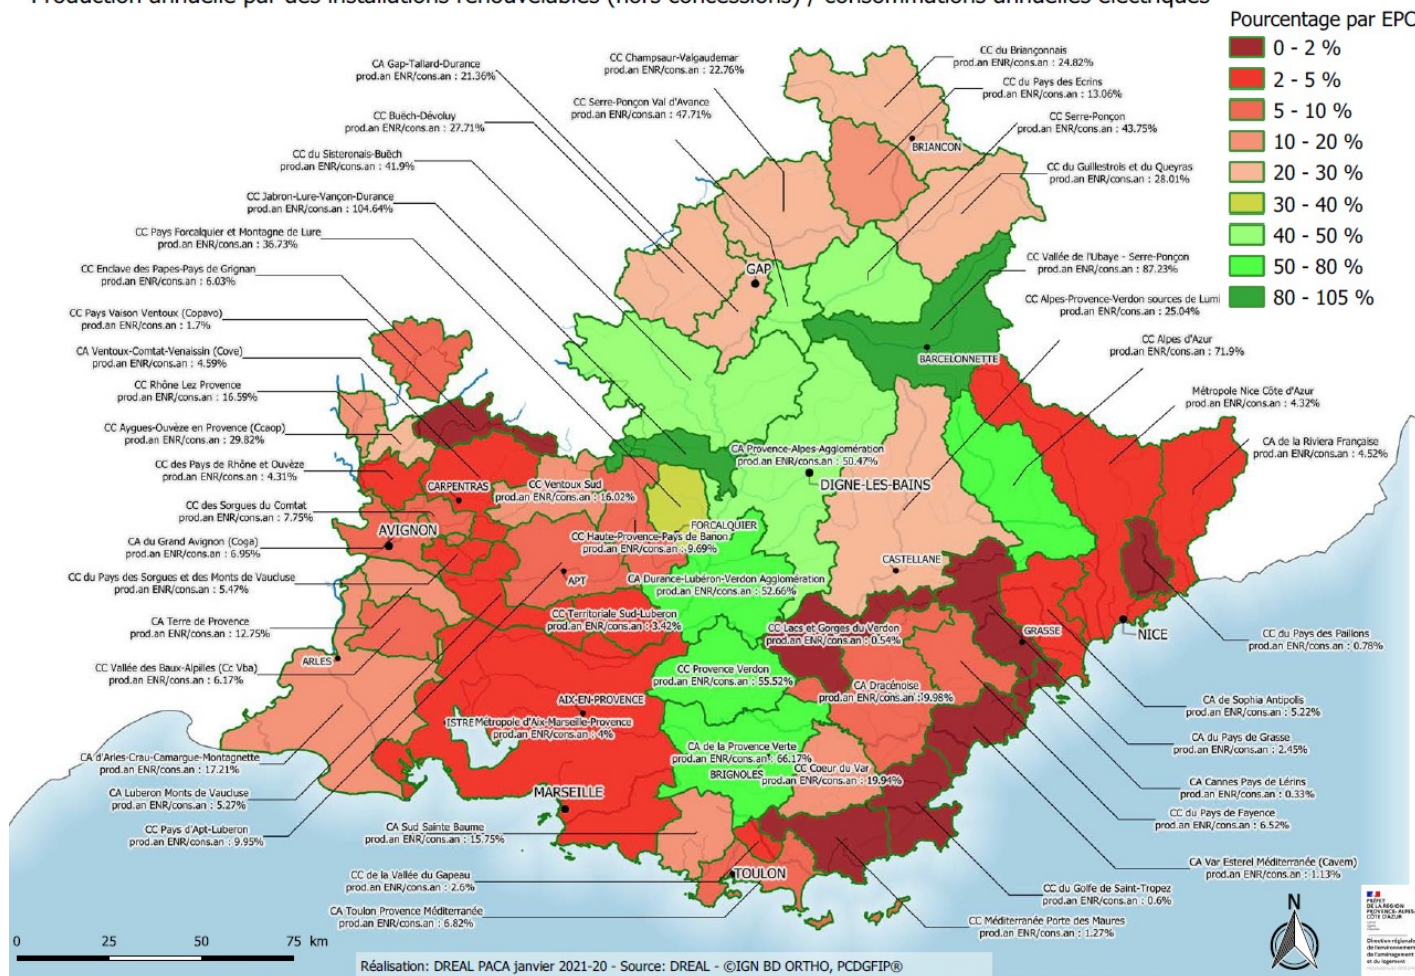 Production annuelle par des installations renouvelables (hors concessions) / consommations annuelles électriques
Pourcentage par EPC
0 - 2 %
2 - 5 %
5 - 10 %
10 - 20 %
20 - 30 %
30 - 40 %
40 - 50 %
50 - 80 %
80 - 105 %
CA Gap-Tallard-Durance
prod.an ENR/cons.an : 21.36%
CC Champsaur-Valgaudemar
prod.an ENR/cons.an : 22.76%
CC du Briançonnais
prod.an ENR/cons.an : 24.82%
CC du Pays des Ecrins
prod.an ENR/cons.an : 13.06%
CC Serre-Ponçon Val d'Avance
prod.an ENR/cons.an : 47.71%
CC Buëch-Dévoluy
prod.an ENR/cons.an : 27.71%
CC Serre-Ponçon
prod.an ENR/cons.an : 43.75%
BRIANCON
CC du Sisteronais-Buëch
prod.an ENR/cons.an : 41.9%
CC du Guillestrois et du Queyras
prod.an ENR/cons.an : 28.01%
CC Jabron-Lure-Vançon-Durance
prod.an ENR/cons.an : 104.64%
CC Pays Forcalquier et Montagne de Lure
prod.an ENR/cons.an : 36.73%
CC Enclave des Papes-Pays de Grignan
prod.an ENR/cons.an : 6.03%
GAP
CC Vallée de l'Ubaye - Serre-Ponçon
prod.an ENR/cons.an : 87.23%
CC Alpes-Provence-Verdon sources de Lumi
prod.an ENR/cons.an : 25.04%
CC Pays Vaison Ventoux (Copavo)
prod.an ENR/cons.an : 1.7%
CC Alpes d'Azur
prod.an ENR/cons.an : 71.9%
CA Ventoux-Comtat-Venaissin (Cove)
prod.an ENR/cons.an : 4.59%
BARCELONNETTE
CC Rhône Lez Provence
prod.an ENR/cons.an : 16.59%
Métropole Nice Côte d'Azur
prod.an ENR/cons.an : 4.32%
CC Aygues-Ouvèze en Provence (Ccaop)
prod.an ENR/cons.an : 29.82%
CA de la Riviera Française
prod.an ENR/cons.an : 4.52%
CA Provence-Alpes-Agglomération
prod.an ENR/cons.an : 50.47%
DIGNE-LES-BAINS
CC des Pays de Rhône et Ouvèze
prod.an ENR/cons.an : 4.31%
CARPENTRAS
CC Ventoux Sud
prod.an ENR/cons.an : 16.02%
CC des Sorgues du Comtat
prod.an ENR/cons.an : 7.75%
AVIGNON
FORCALQUIER
CC Haute-Provence-Pays de Banon
prod.an ENR/cons.an : 9.69%
CA du Grand Avignon (Coga)
prod.an ENR/cons.an : 6.95%
CASTELLANE
CC du Pays des Sorgues et des Monts de Vaucluse
prod.an ENR/cons.an : 5.47%
APT
CA Durance-Lubéron-Verdon Agglomération
prod.an ENR/cons.an : 52.66%
CA Terre de Provence
prod.an ENR/cons.an : 12.75%
CC Territoriale Sud-Luberon
prod.an ENR/cons.an : 3.42%
CC Lacs et Gorges du Verdon
prod.an ENR/cons.an : 0.54%
GRASSE
NICE
CC du Pays des Paillons
prod.an ENR/cons.an : 0.78%
ARLES
CC Vallée des Baux-Alpilles (Cc Vba)
prod.an ENR/cons.an : 6.17%
CC Provence Verdon
prod.an ENR/cons.an : 55.52%
CA Dracénoise
prod.an ENR/cons.an : 9.98%
AIX-EN-PROVENCE
CA de Sophia Antipolis
prod.an ENR/cons.an : 5.22%
ISTRE
Métropole d'Aix-Marseille-Provence
prod.an ENR/cons.an : 4%
CA du Pays de Grasse
prod.an ENR/cons.an : 2.45%
CA d'Arles-Crau-Camargue-Montagnette
prod.an ENR/cons.an : 17.21%
CA de la Provence Verte
prod.an ENR/cons.an : 66.17%
BRIGNOLES
CC Coeur du Var
prod.an ENR/cons.an : 19.94%
CA Cannes Pays de Lérins
prod.an ENR/cons.an : 0.33%
CA Luberon Monts de Vaucluse
prod.an ENR/cons.an : 5.27%
MARSEILLE
CC du Pays de Fayence
prod.an ENR/cons.an : 6.52%
CC Pays d'Apt-Luberon
prod.an ENR/cons.an : 9.95%
CA Sud Sainte Baume
prod.an ENR/cons.an : 15.75%
CA Var Esterel Méditerranée (Cavem)
prod.an ENR/cons.an : 1.13%
CC de la Vallée du Gapeau
prod.an ENR/cons.an : 2.6%
TOULON
CC du Golfe de Saint-Tropez
prod.an ENR/cons.an : 0.6%
CA Toulon Provence Méditerranée
prod.an ENR/cons.an : 6.82%
CC Méditerranée Porte des Maures
prod.an ENR/cons.an : 1.27%
N
PRÉFET
DE LA RÉGION
PROVENCE-ALPES-
CÔTE D'AZUR
Direction régionale
de l'environnement
de l'aménagement
et du logement
0 25 50 75 km
Réalisation: DREAL PACA janvier 2021-20 - Source: DREAL - ©IGN BD ORTHO, PCDGFIP®